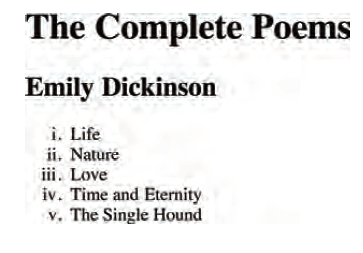 The Complete Poems
Emily Dickinson
i. Life
ii. Nature
iii. Love
iv. Time and Eternity
v. The Single Hound